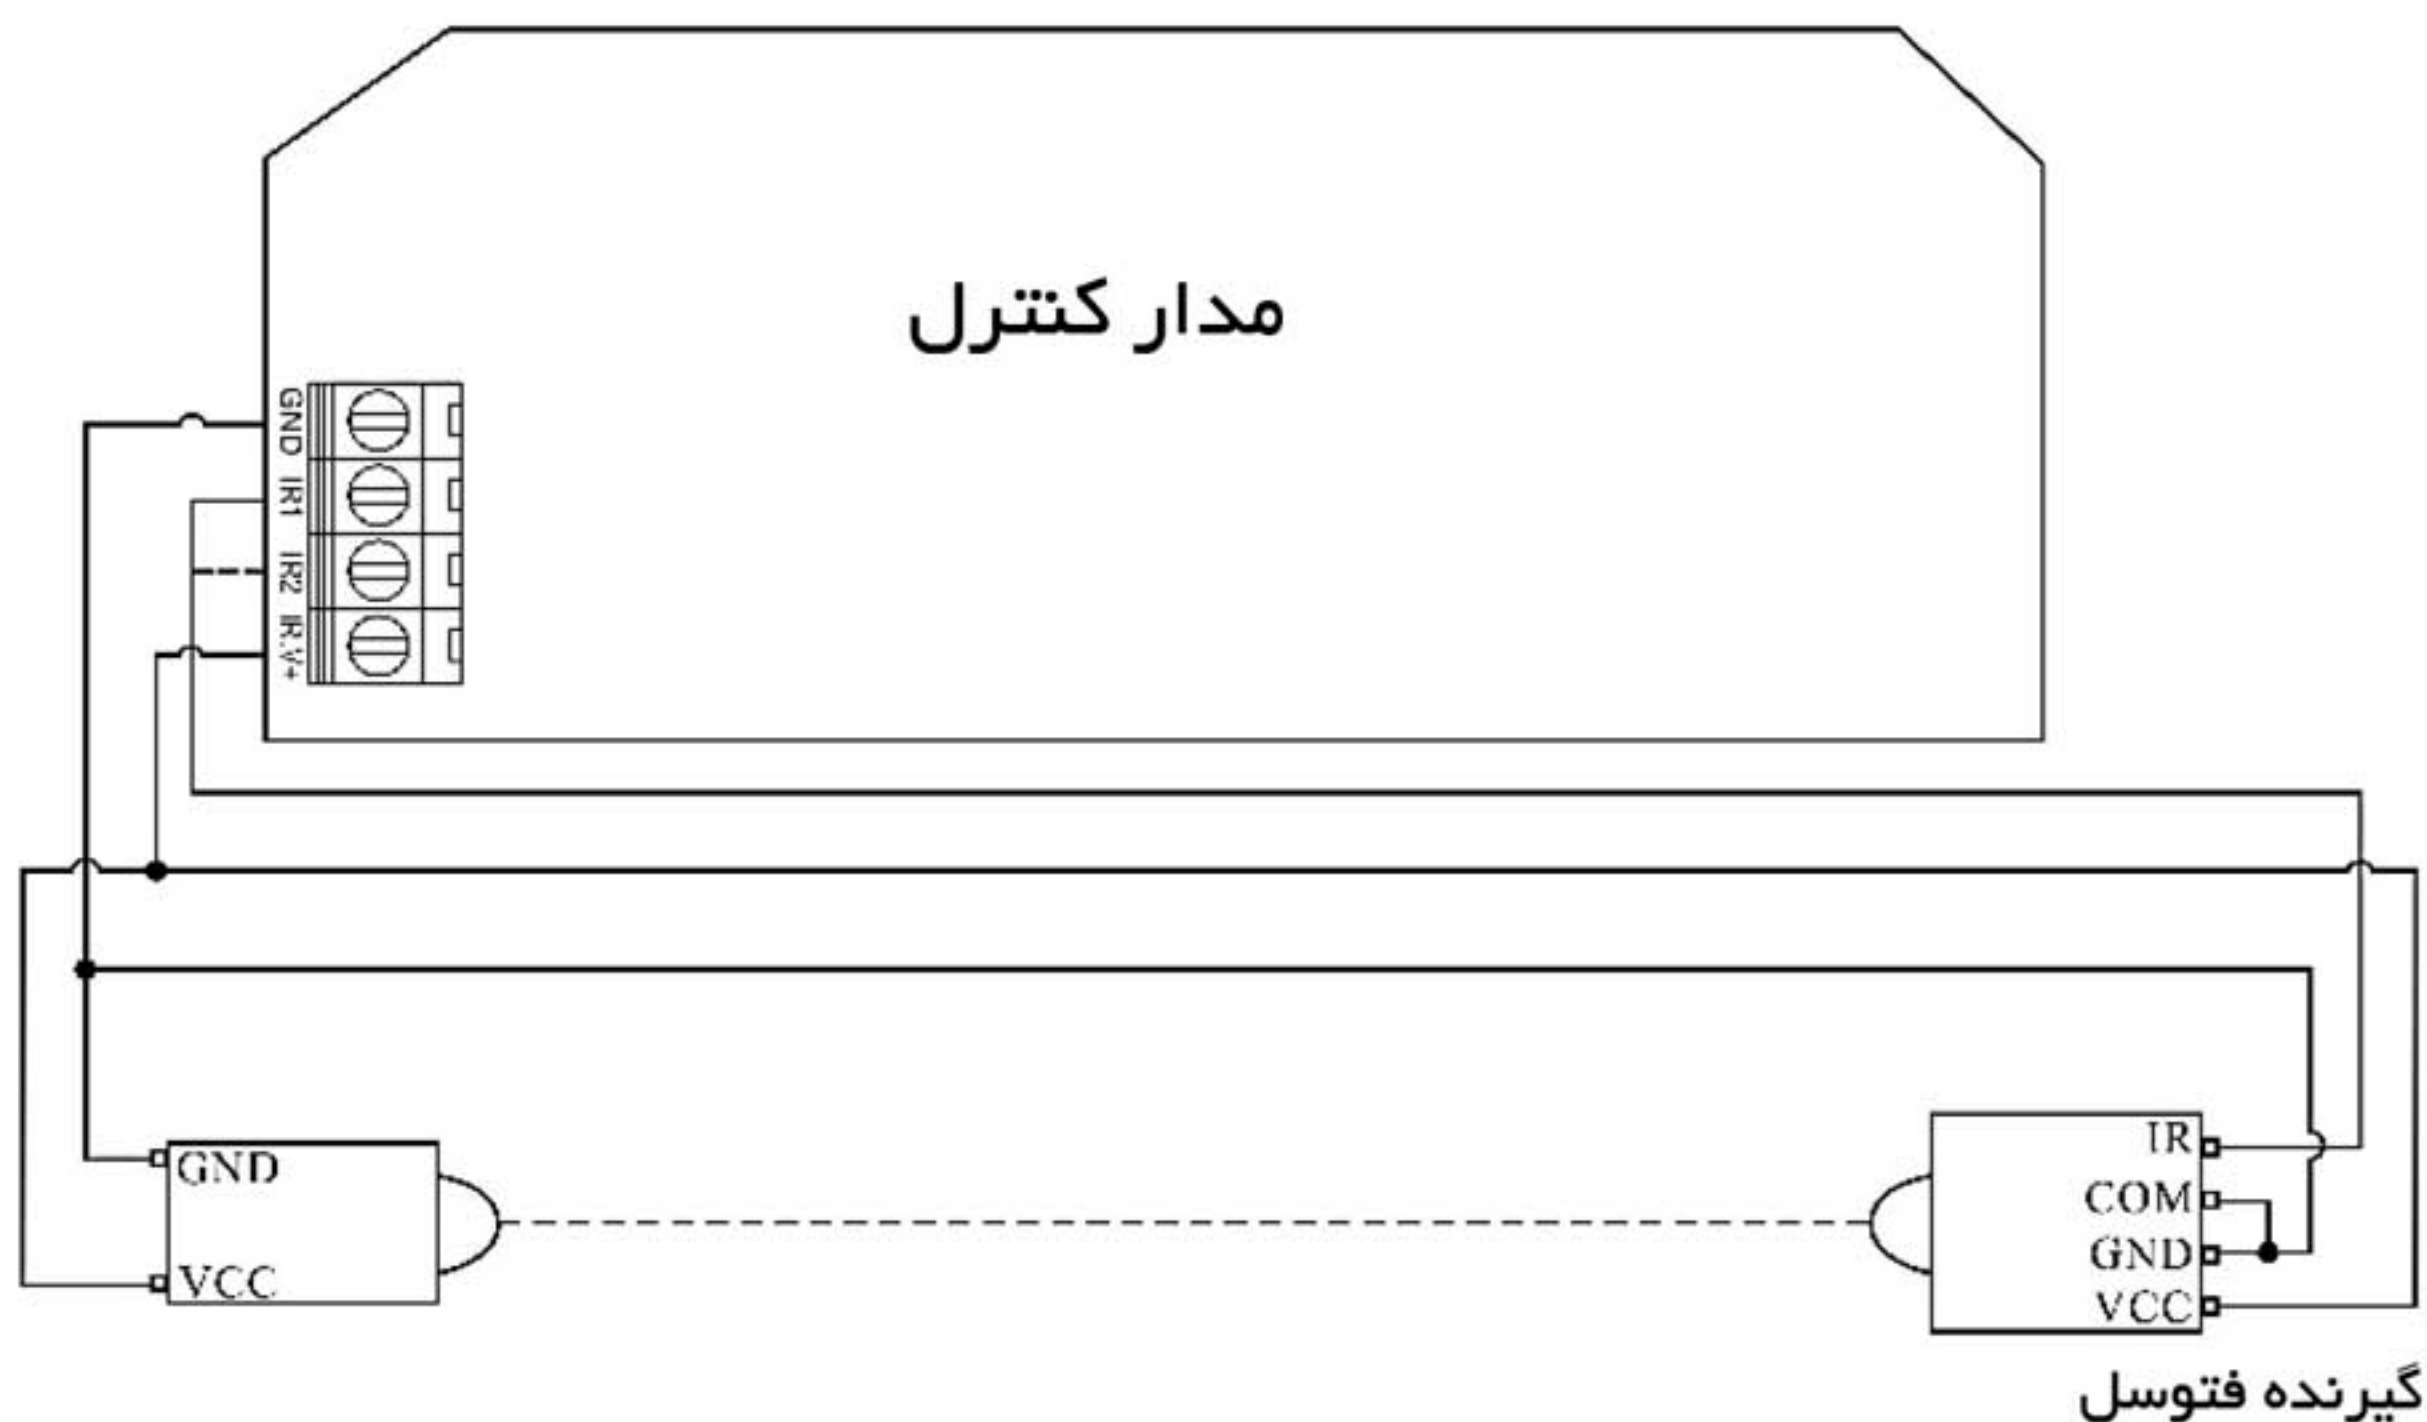 مدار کنترل
GND
IR1
IR2
IR.V+
GND
VCC
IR
COM
GND
VCC
گیرنده فتوسل